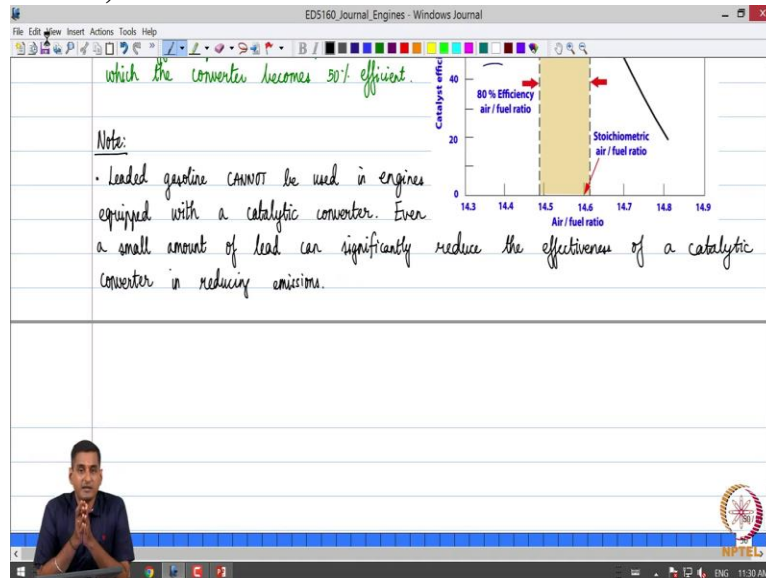 ED5160_Journal_Engines - Windows Journal
File Edit View Insert Actions Tools Help
which the converter becomes 50% efficient.
Note:
· Leaded gasoline CANNOT be used in engines
equipped with a catalytic converter. Even
a small amount of lead can significantly reduce the effectiveness of a catalytic
converter in reducing emissions.
Catalyst effici
40
20
0
80 % Efficiency
air / fuel ratio
Stoichiometric
air / fuel ratio
14.3 14.4 14.5 14.6 14.7 14.8 14.9
Air / fuel ratio
NPTEL
ENG 11:30 AM